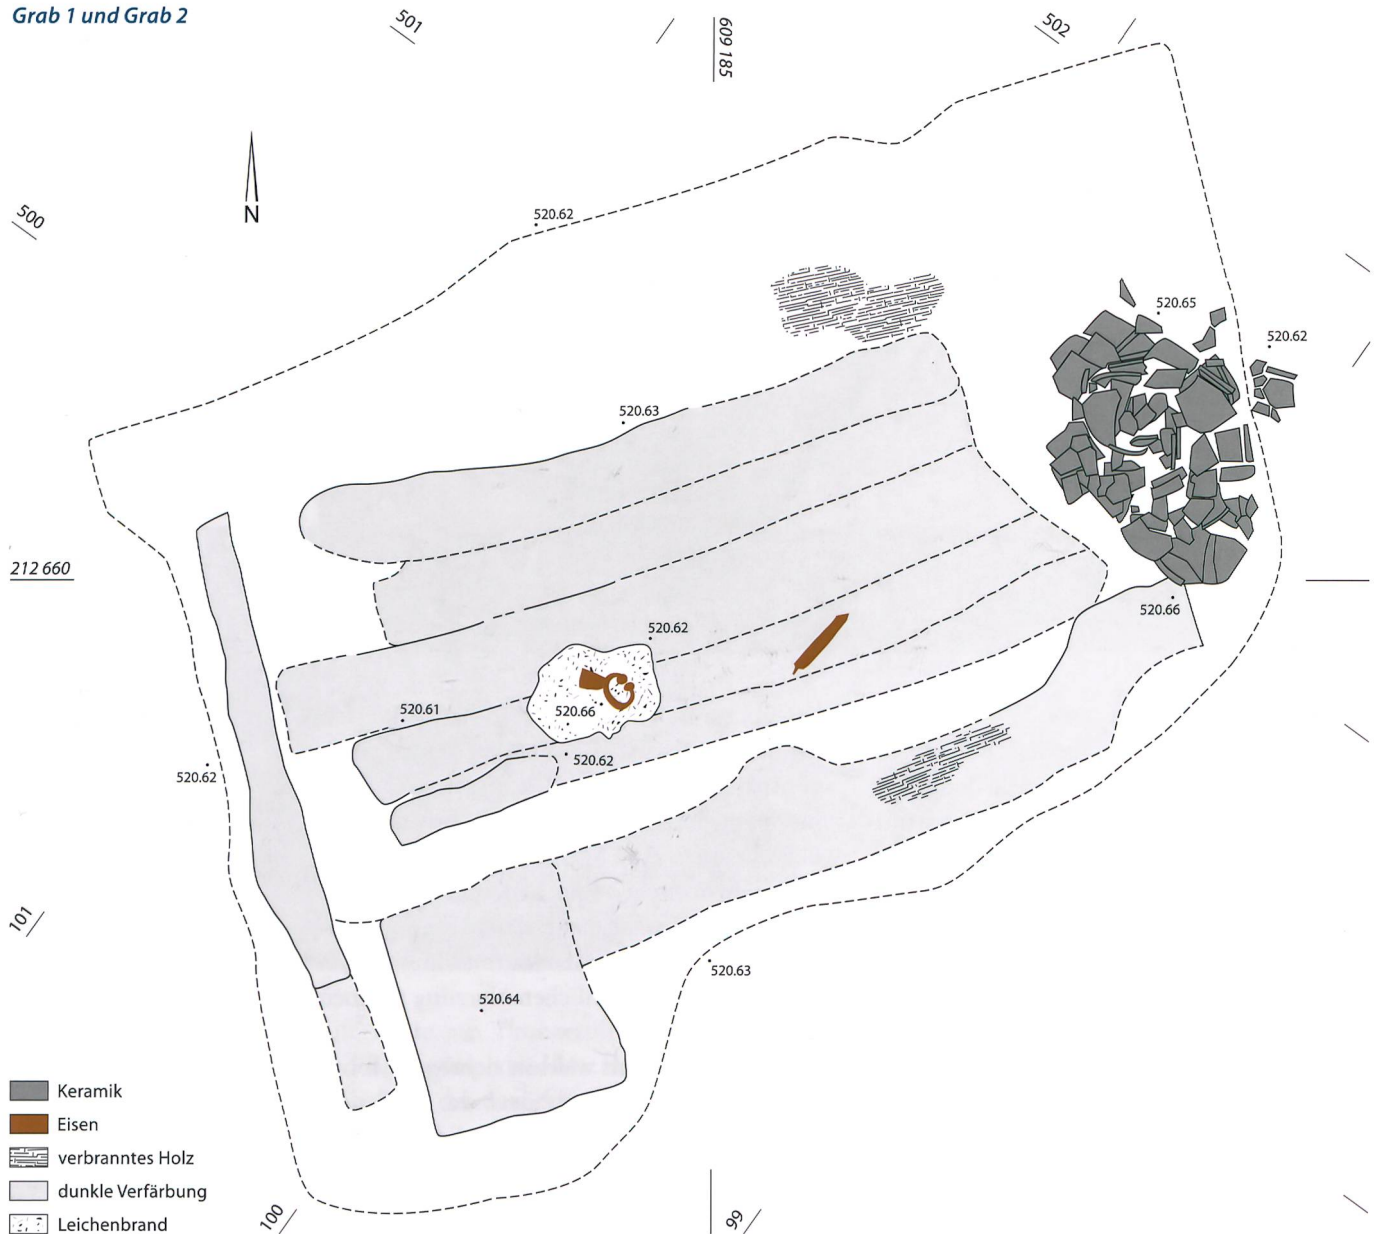 Grab 1 und Grab 2
501
609 185
502
500
N
520.62
520.65
520.62
520.63
212 660
520.66
520.62
520.61
520.66
520.62
520.62
101
520.63
520.64
Keramik
Eisen
verbranntes Holz
dunkle Verfärbung
Leichenbrand
100
99